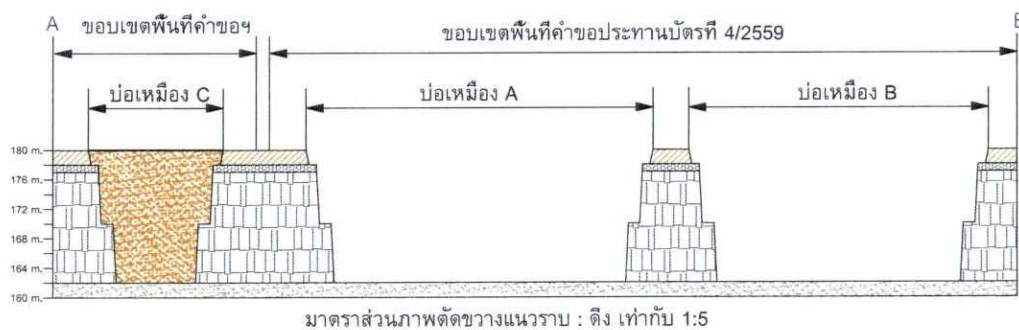 A
ขอบเขตพื้นที่คำขอฯ
ขอบเขตพื้นที่คำขอประทานบัตรที่ 4/2559
บ่อเหมือง C
บ่อเหมือง A
บ่อเหมือง B
180 m.
176 m.
172 m.
168 m.
164 m.
160 m.
มาตราส่วนภาพตัดขวางแนวราบ : ดิ่ง เท่ากับ 1:5